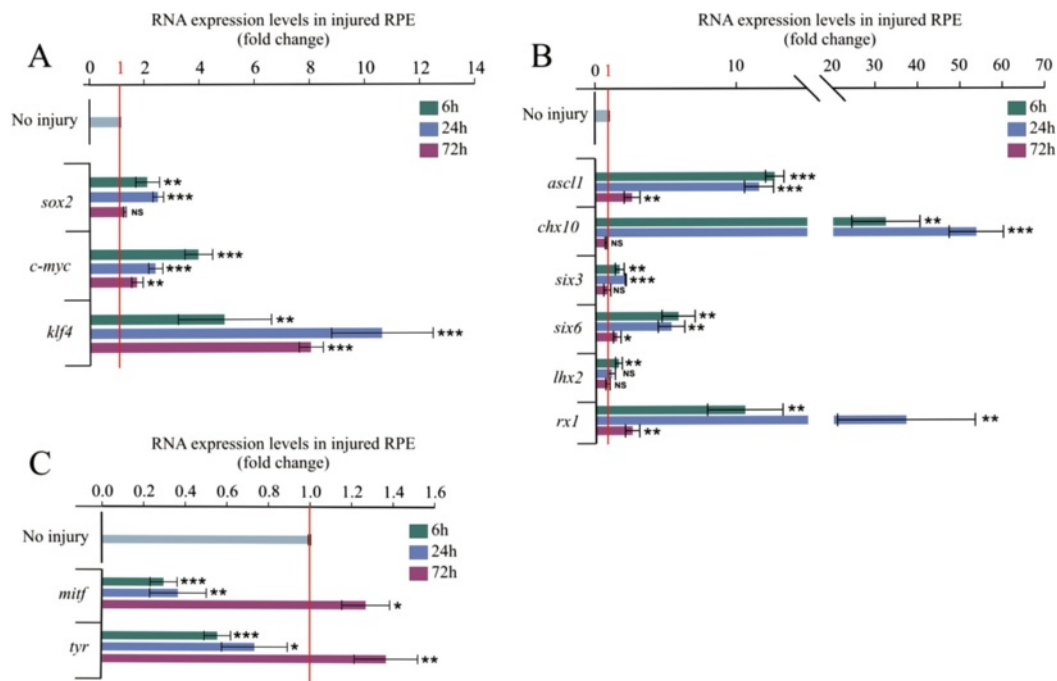 RNA expression levels in injured RPE
(fold change)
A
0 1 2 4 6 8 10 12 14
No injury
6h
24h
72h
sox2
**
***
NS
c-myc
***
***
**
klf4
**
***
***
RNA expression levels in injured RPE
(fold change)
B
0 1 10 20 30 40 50 60 70
No injury
6h
24h
72h
ascl1
***
***
**
chx10
**
***
NS
six3
**
***
NS
six6
**
**
*
lhx2
**
NS
NS
rx1
**
**
**
RNA expression levels in injured RPE
(fold change)
C
0.0 0.2 0.4 0.6 0.8 1.0 1.2 1.4 1.6
No injury
6h
24h
72h
mitf
***
**
*
tyr
***
*
**